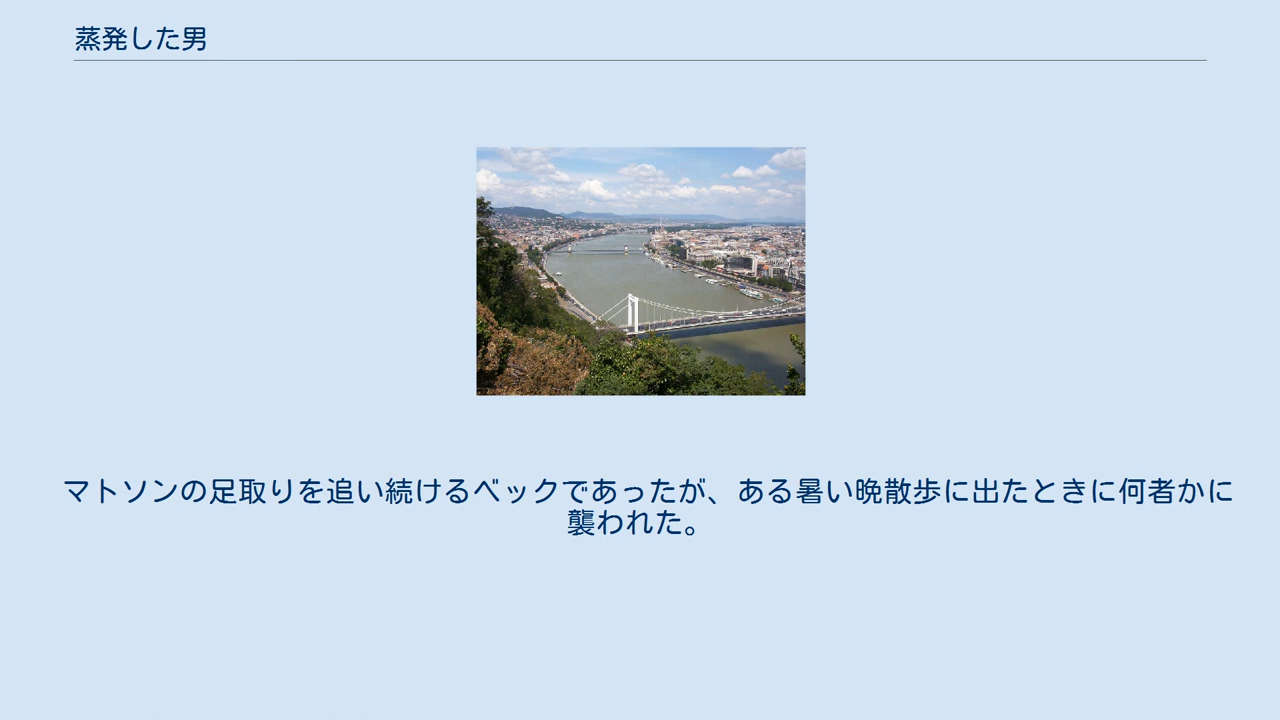 蒸発した男
マトソンの足取りを追い続けるベックであったが、ある暑い晩散歩に出たときに何者かに
襲われた。